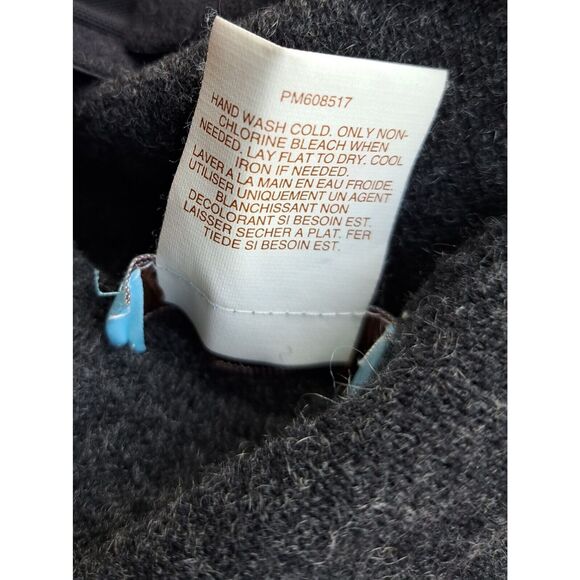 PM608517
HAND WASH COLD. ONLY NON-
CHLORINE BLEACH WHEN
NEEDED. LAY FLAT TO DRY. COOL
IRON IF NEEDED.
LAVER A LA MAIN EN EAU FROIDE.
UTILISER UNIQUEMENT UN AGENT
BLANCHISSANT NON
DECOLORANT SI BESOIN EST.
LAISSER SECHER A PLAT. FER
TIEDE SI BESOIN EST.